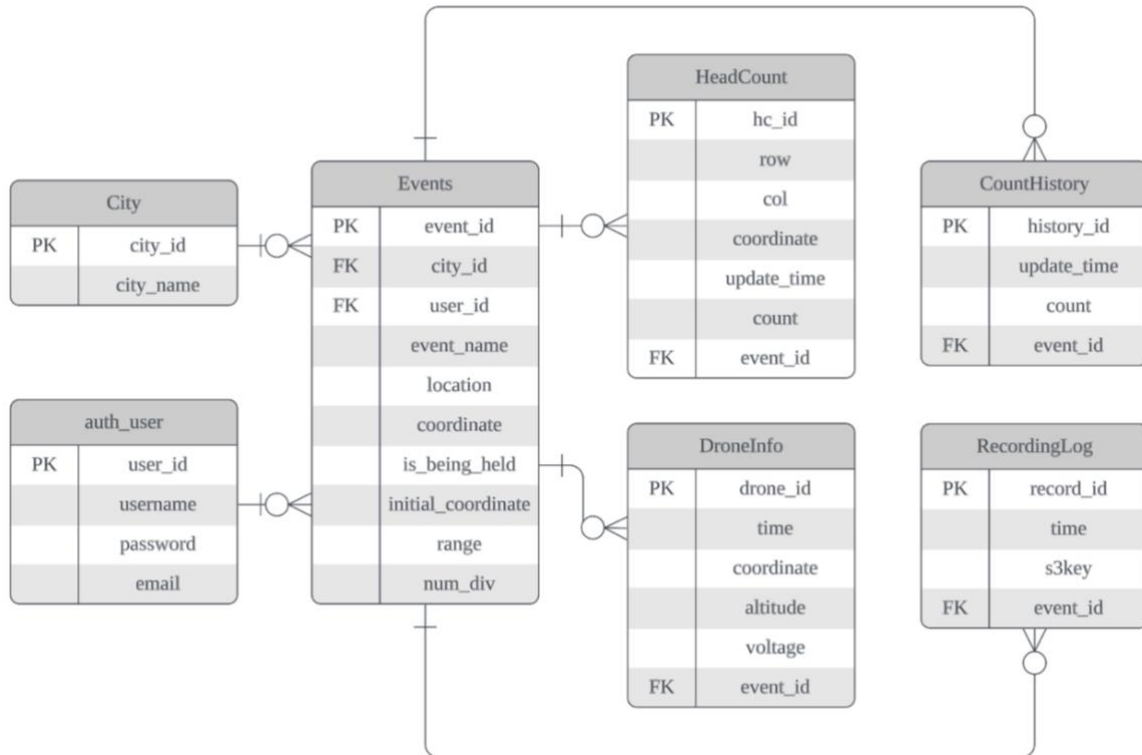 City
PK city_id
city_name
auth_user
PK user_id
username
password
email
Events
PK event_id
FK city_id
FK user_id
event_name
location
coordinate
is_being_held
initial_coordinate
range
num_div
HeadCount
PK hc_id
row
col
coordinate
update_time
count
FK event_id
DroneInfo
PK drone_id
time
coordinate
altitude
voltage
FK event_id
CountHistory
PK history_id
update_time
count
FK event_id
RecordingLog
PK record_id
time
s3key
FK event_id